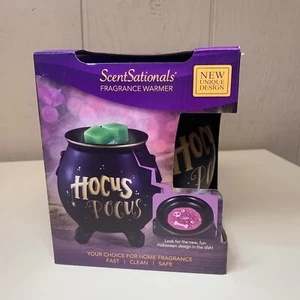 ScentSationals®
FRAGRANCE WARMER
NEW
UNIQUE
DESIGN
HOCUS
POCUS
Look for the new, fun
Halloween design in the dish!
YOUR CHOICE FOR HOME FRAGRANCE
FAST | CLEAN | SAFE